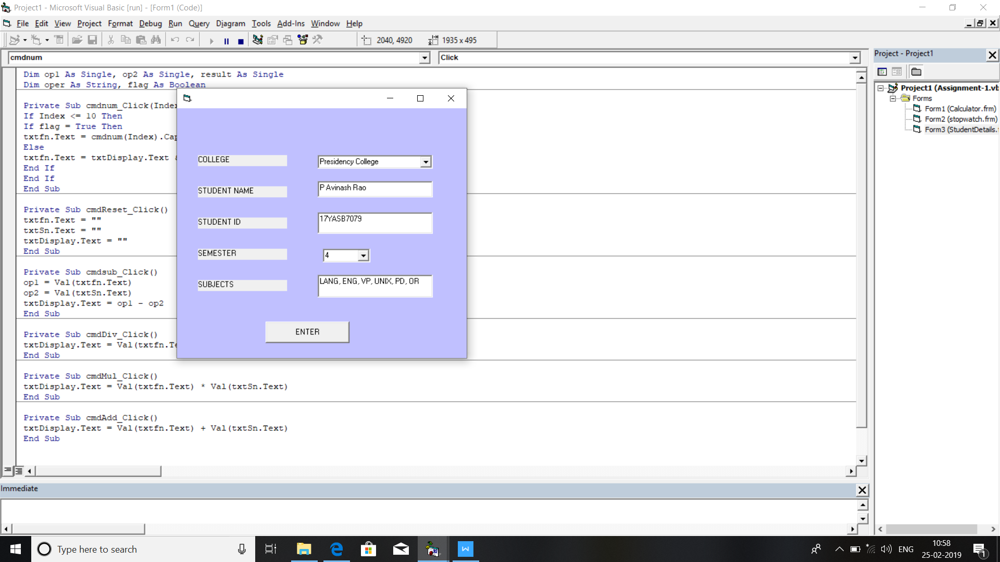 Project1 - Microsoft Visual Basic [run] - [Form1 (Code)]
File Edit View Project Format Debug Run Query Diagram Tools Add-Ins Window Help
2040, 4920 1935 x 495
cmdnum Click
Dim op1 As Single, op2 As Single, result As Single
Dim oper As String, flag As Boolean
Private Sub cmdnum_Click(Index
If Index <= 10 Then
If flag = True Then
txtfn.Text = cmdnum(Index).Cap
Else
txtfn.Text = txtDisplay.Text &
End If
End If
End Sub
Private Sub cmdReset_Click()
txtfn.Text = ""
txtSn.Text = ""
txtDisplay.Text = ""
End Sub
Private Sub cmdsub_Click()
op1 = Val(txtfn.Text)
op2 = Val(txtSn.Text)
txtDisplay.Text = op1 - op2
End Sub
Private Sub cmdDiv_Click()
txtDisplay.Text = Val(txtfn.Te
End Sub
Private Sub cmdMul_Click()
txtDisplay.Text = Val(txtfn.Text) * Val(txtSn.Text)
End Sub
Private Sub cmdAdd_Click()
txtDisplay.Text = Val(txtfn.Text) + Val(txtSn.Text)
End Sub
COLLEGE Presidency College
STUDENT NAME P Avinash Rao
STUDENT ID 17YASB7079
SEMESTER 4
SUBJECTS LANG, ENG, VP, UNIX, PD, OR
ENTER
Project - Project1
Project1 (Assignment-1.vb
Forms
Form1 (Calculator.frm)
Form2 (stopwatch.frm)
Form3 (StudentDetails.
Immediate
Type here to search
W
ENG
10:58
25-02-2019
1